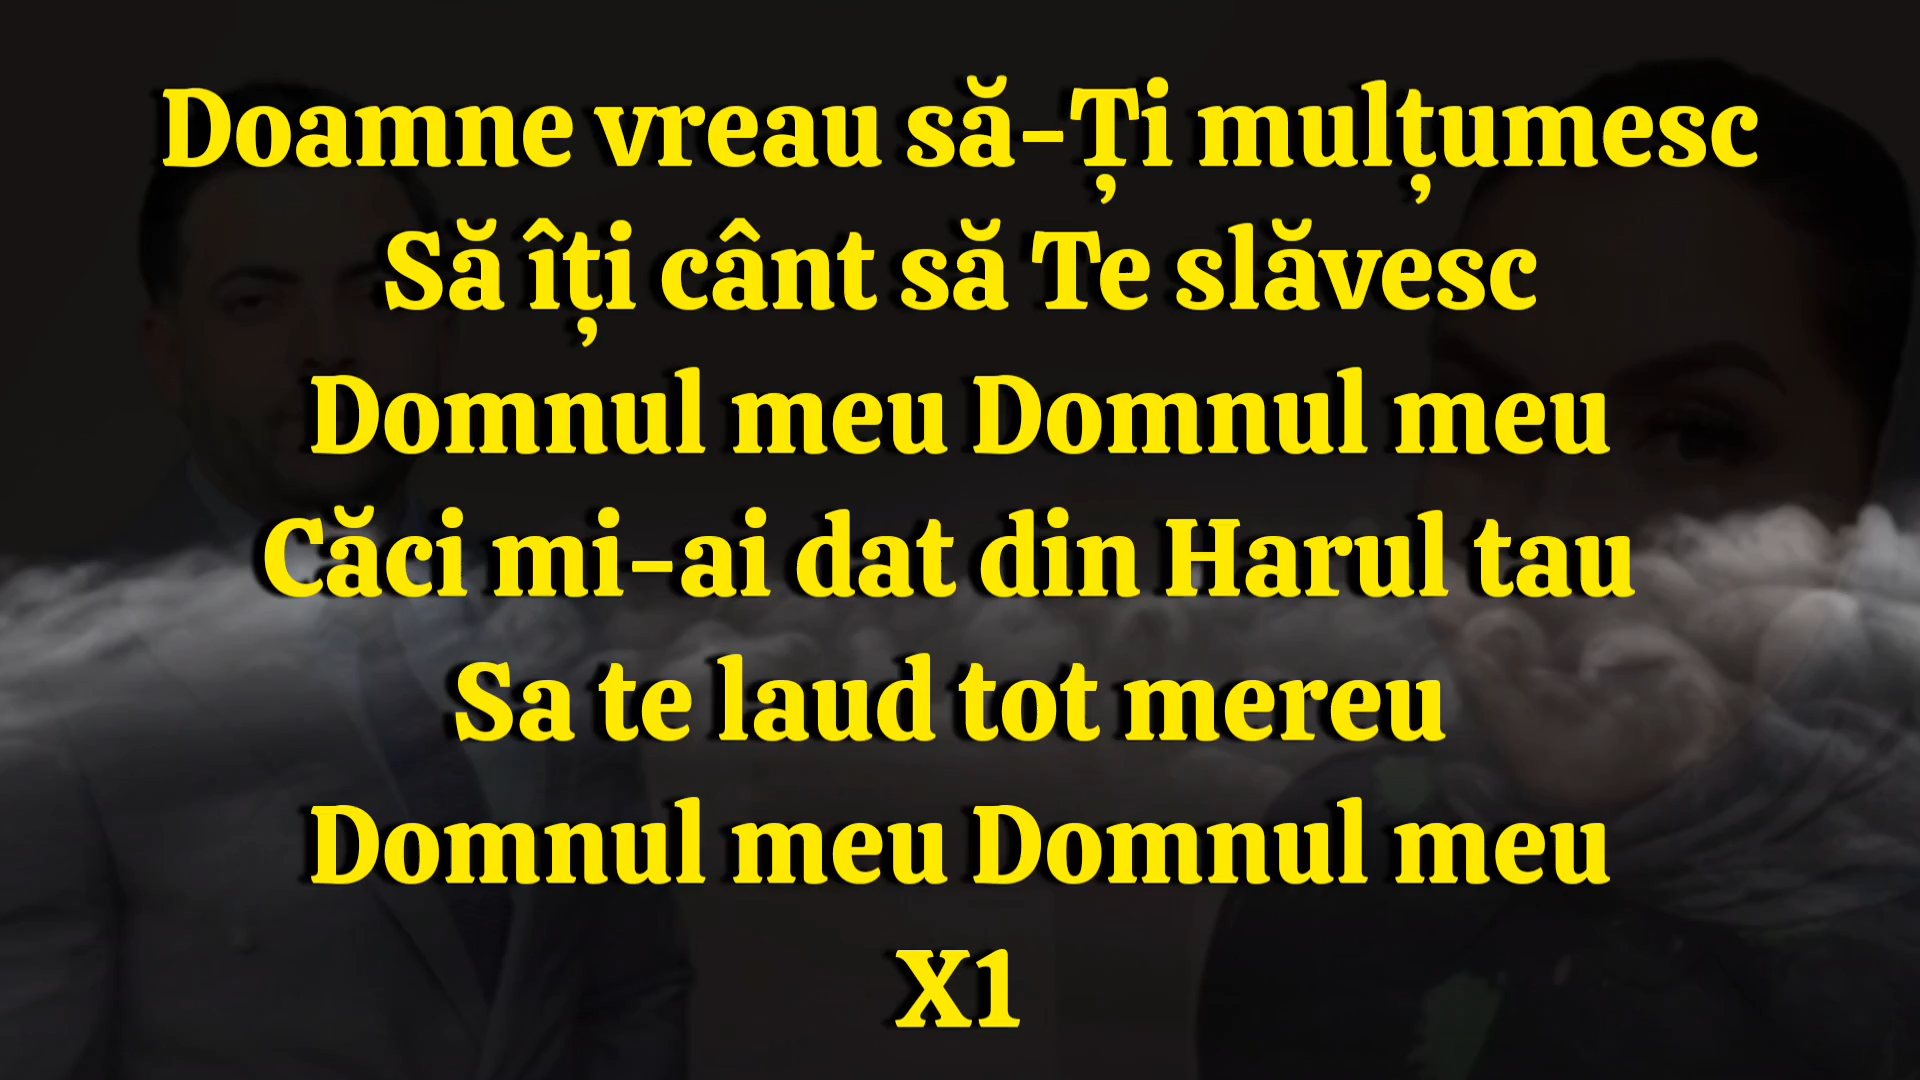 Doamne vreau să-Ți mulțumesc
Să îți cânt să Te slăvesc
Domnul meu Domnul meu
Căci mi-ai dat din Harul tau
Sa te laud tot mereu
Domnul meu Domnul meu
X1